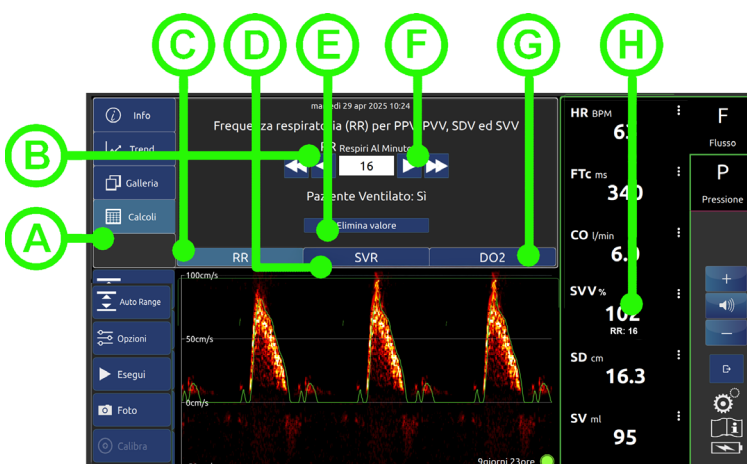 C
D
E
F
G
H
B
A
Info
Trend
Galleria
Calcoli
martedì 29 apr 2025 10:24
Frequenza respiratoria (RR) per PPV, PVV, SDV ed SVV
RR Respiri Al Minuto
16
Paziente Ventilato: Sì
Elimina valore
RR
SVR
DO2
Auto Range
Opzioni
Esegui
Foto
Calibra
100cm/s
50cm/s
0cm/s
9giorni 23ore
HR BPM
FTc ms
340
CO l/min
SVV %
102
RR: 16
SD cm
16.3
SV ml
95
F
Flusso
P
Pressione